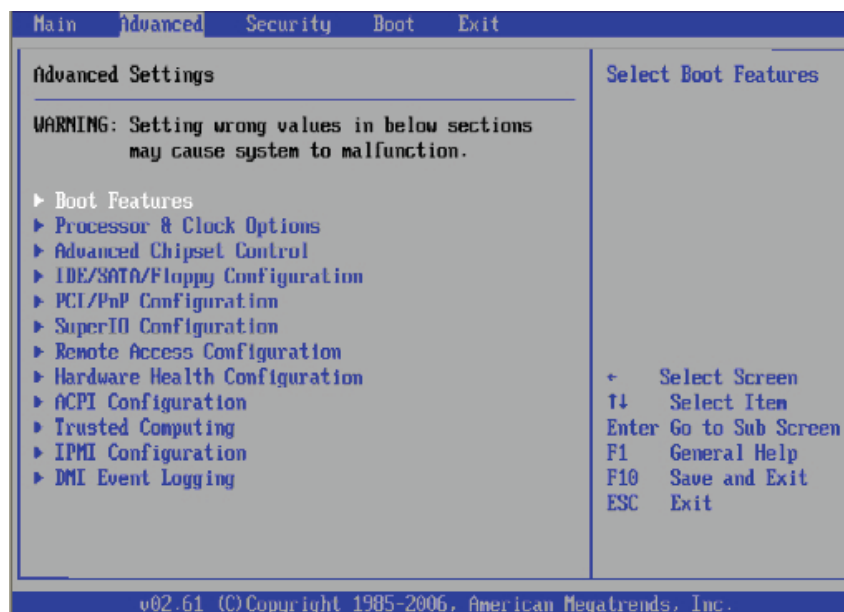 Main Advanced Security Boot Exit
Advanced Settings
WARNING: Setting wrong values in below sections
may cause system to malfunction.
▶ Boot Features
▶ Processor & Clock Options
▶ Advanced Chipset Control
▶ IDE/SATA/Floppy Configuration
▶ PCI/PnP Configuration
▶ SuperIO Configuration
▶ Remote Access Configuration
▶ Hardware Health Configuration
▶ ACPI Configuration
▶ Trusted Computing
▶ IPMI Configuration
▶ DMI Event Logging
Select Boot Features
← Select Screen
↑↓ Select Item
Enter Go to Sub Screen
F1 General Help
F10 Save and Exit
ESC Exit
v02.61 (C)Copyright 1985-2006, American Megatrends, Inc.